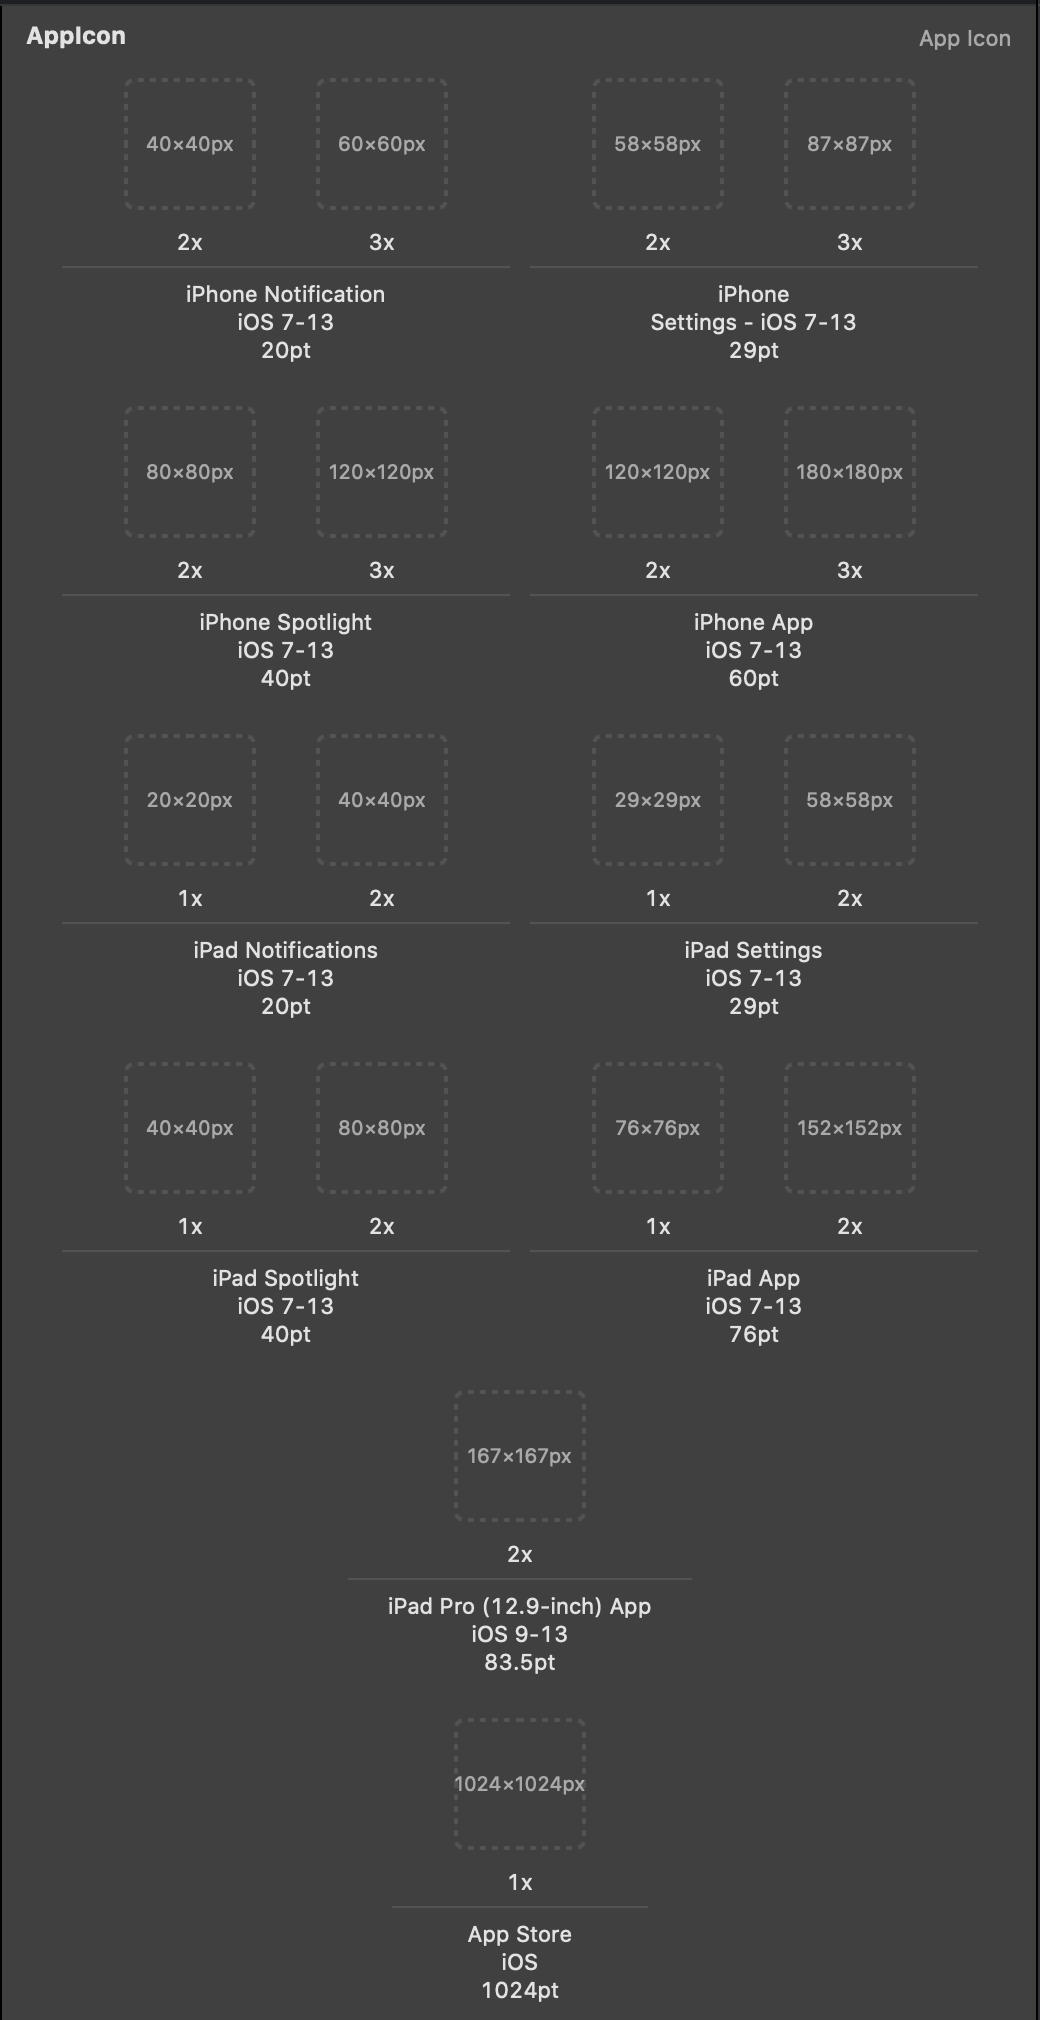 AppIcon
App Icon
40×40px
60×60px
58×58px
87×87px
2x
3x
2x
3x
iPhone Notification
iOS 7-13
20pt
iPhone
Settings - iOS 7-13
29pt
80×80px
120×120px
120×120px
180×180px
2x
3x
2x
3x
iPhone Spotlight
iOS 7-13
40pt
iPhone App
iOS 7-13
60pt
20×20px
40×40px
29×29px
58×58px
1x
2x
1x
2x
iPad Notifications
iOS 7-13
20pt
iPad Settings
iOS 7-13
29pt
40×40px
80×80px
76×76px
152×152px
1x
2x
1x
2x
iPad Spotlight
iOS 7-13
40pt
iPad App
iOS 7-13
76pt
167×167px
2x
iPad Pro (12.9-inch) App
iOS 9-13
83.5pt
1024×1024px
1x
App Store
iOS
1024pt